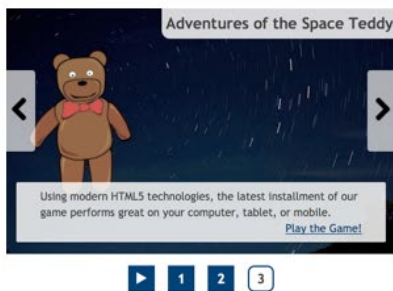 Adventures of the Space Teddy
Using modern HTML5 technologies, the latest installment of our
game performs great on your computer, tablet, or mobile.
Play the Game!
1 2 3